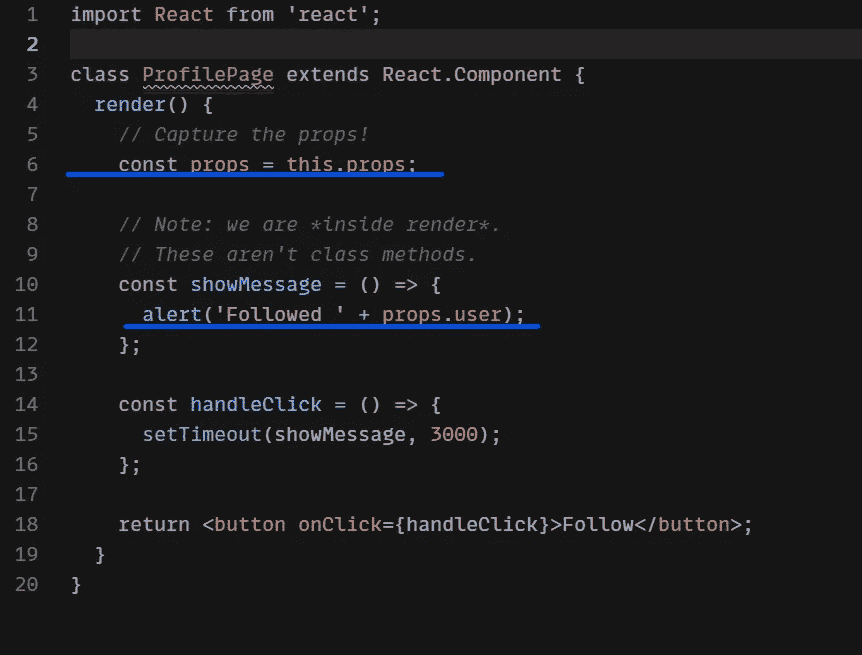 1 import React from 'react';
2
3 class ProfilePage extends React.Component {
4   render() {
5     // Capture the props!
6     const props = this.props;
7
8     // Note: we are *inside render*.
9     // These aren't class methods.
10     const showMessage = () => {
11       alert('Followed ' + props.user);
12     };
13
14     const handleClick = () => {
15       setTimeout(showMessage, 3000);
16     };
17
18     return <button onClick={handleClick}>Follow</button>;
19   }
20 }